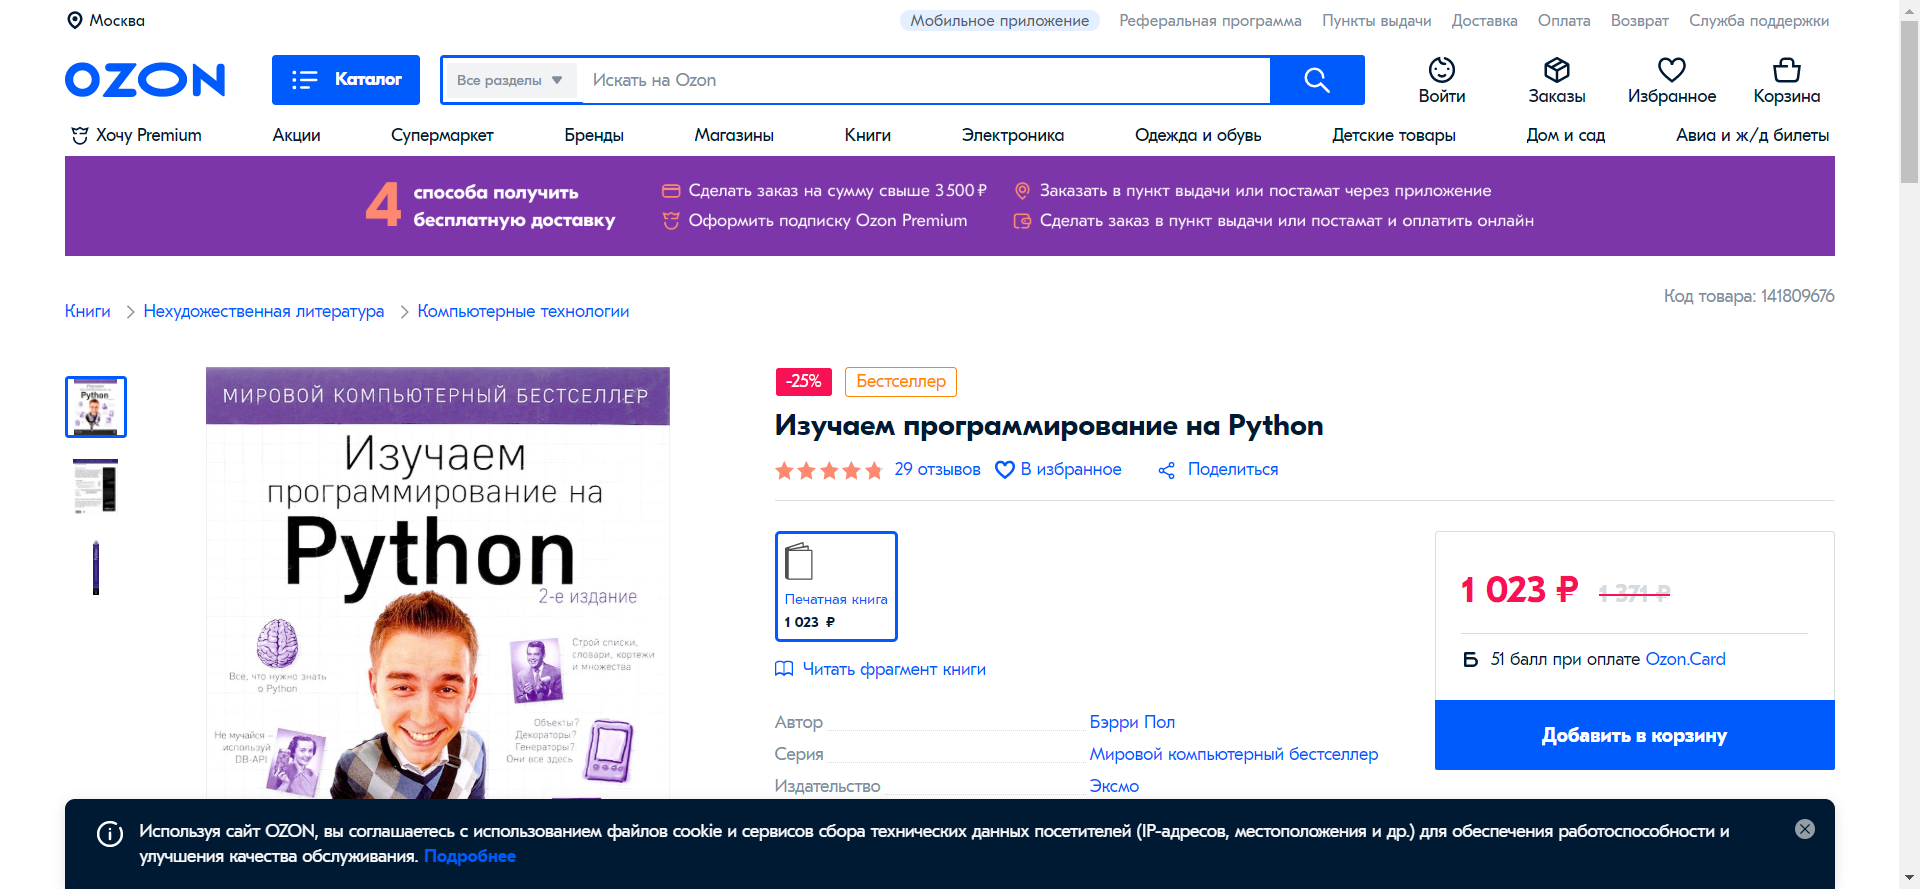 Москва
Мобильное приложение Реферальная программа Пункты выдачи Доставка Оплата Возврат Служба поддержки
OZON
Каталог
Все разделы
Искать на Ozon
Войти
Заказы
Избранное
Корзина
Хочу Premium Акции Супермаркет Бренды Магазины Книги Электроника Одежда и обувь Детские товары Дом и сад Авиа и ж/д билеты
4 способа получить
бесплатную доставку
Сделать заказ на сумму свыше 3 500 ₽
Оформить подписку Ozon Premium
Заказать в пункт выдачи или постамат через приложение
Сделать заказ в пункт выдачи или постамат и оплатить онлайн
Код товара: 141809676
Книги Нехудожественная литература Компьютерные технологии
МИРОВОЙ КОМПЬЮТЕРНЫЙ БЕСТСЕЛЛЕР
Изучаем
программирование на
Python
2-е издание
Все, что нужно знать
о Python
Строй списки,
словари, кортежи
и множества
Не мучайся –
используй
DB-API
Объекты?
Декораторы?
Генераторы?
Они все здесь
-25%
Бестселлер
Изучаем программирование на Python
29 отзывов
В избранное
Поделиться
Печатная книга
1 023 ₽
Читать фрагмент книги
Автор Бэрри Пол
Серия Мировой компьютерный бестселлер
Издательство Эксмо
1 023 ₽ 1 371 ₽
Б 51 балл при оплате Ozon.Card
Добавить в корзину
Используя сайт OZON, вы соглашаетесь с использованием файлов cookie и сервисов сбора технических данных посетителей (IP-адресов, местоположения и др.) для обеспечения работоспособности и
улучшения качества обслуживания. Подробнее